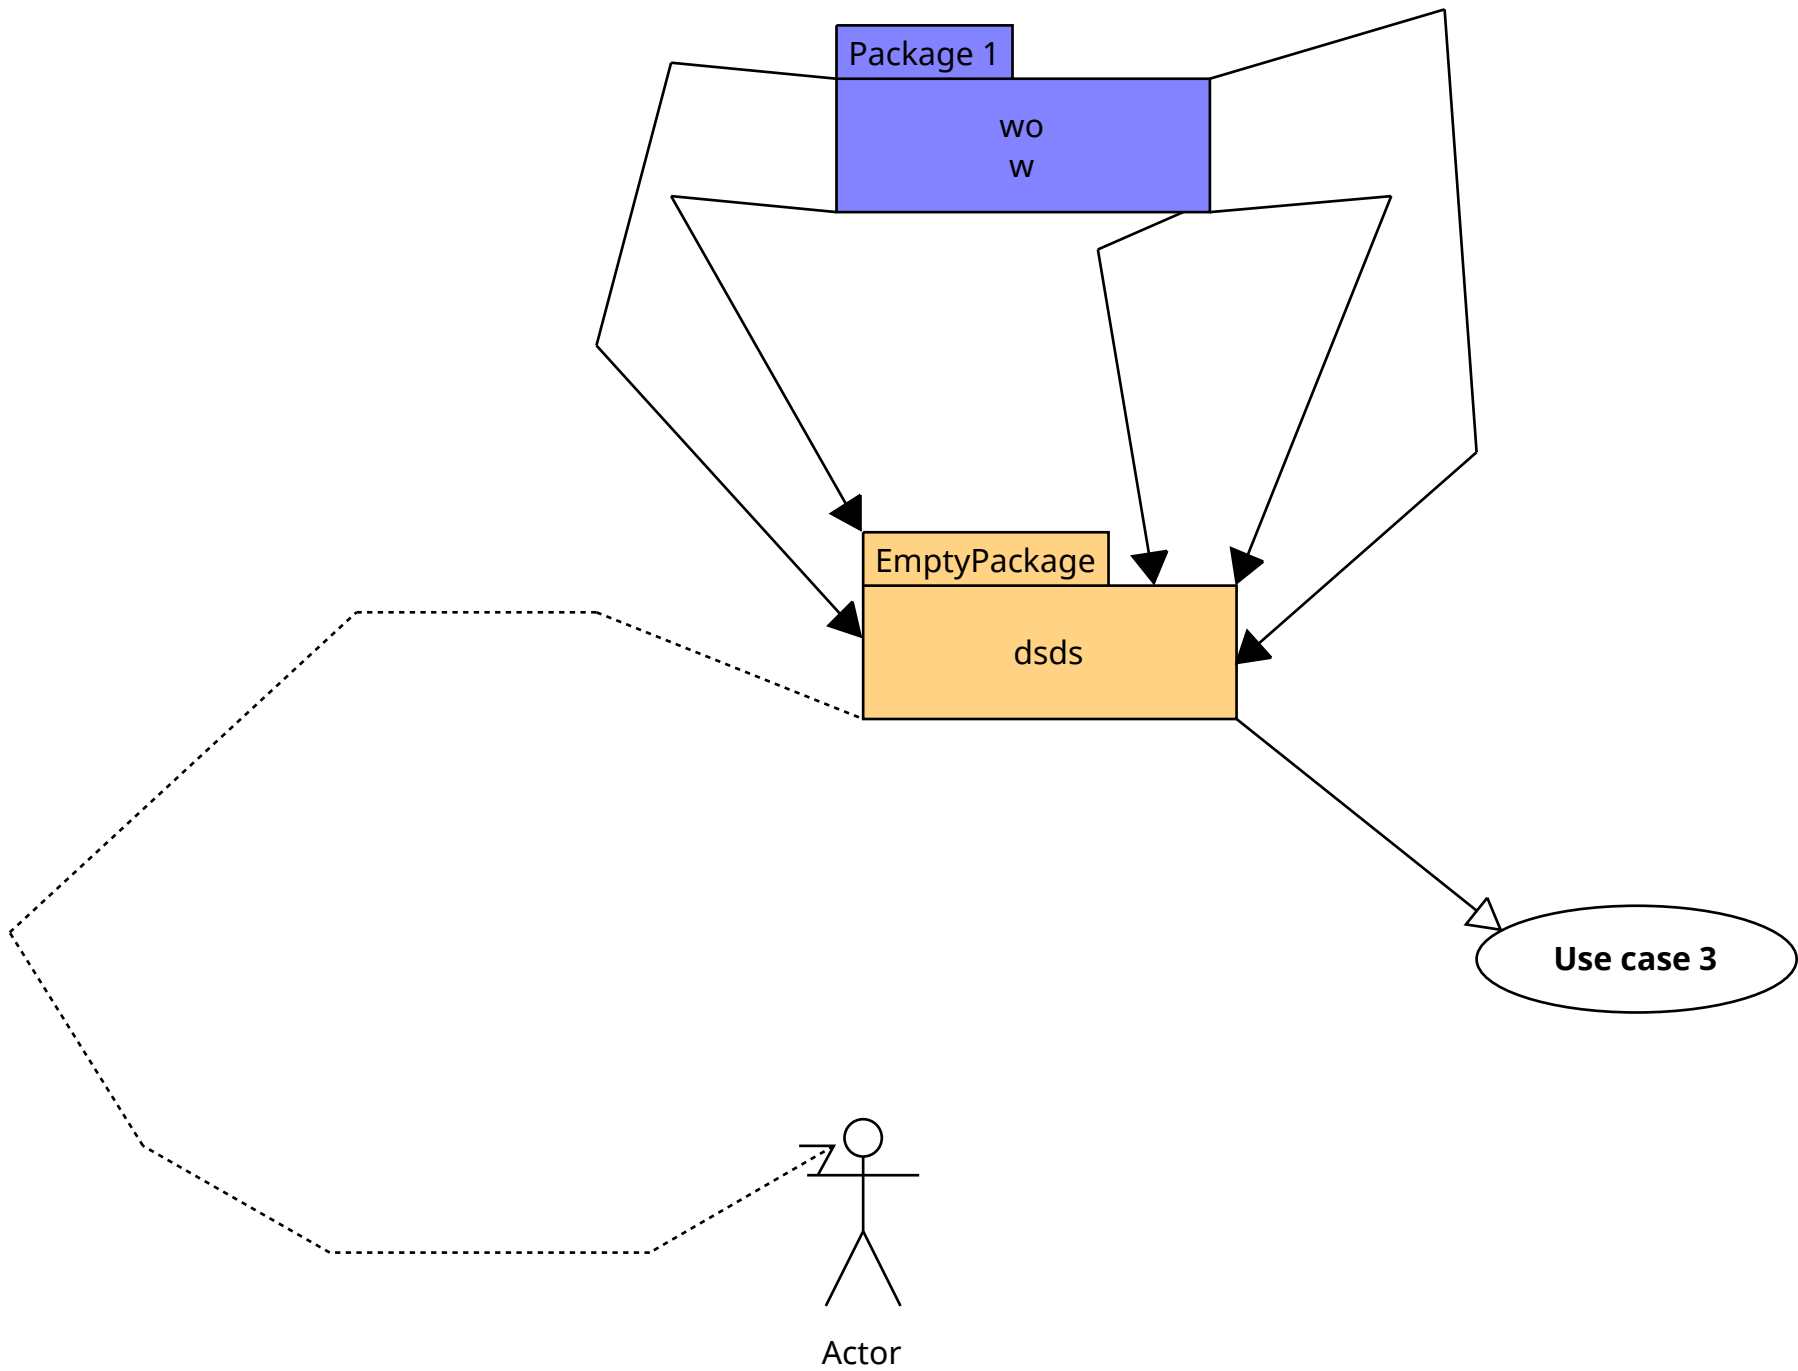 Package 1
wo
w
EmptyPackage
dsds
Use case 3
Actor